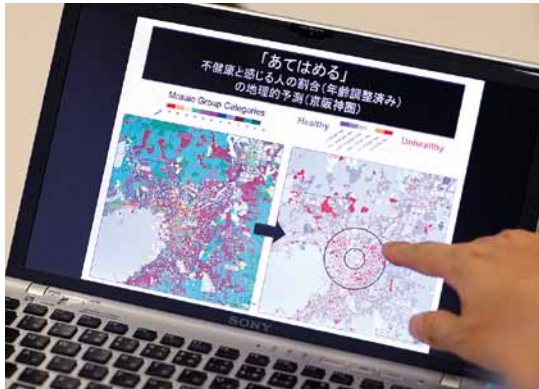 「あてはめる」
不健康と感じる人の割合(年齢調整済み)
の地理的予測(京阪神圏)
Mosaic Group Categories
Healthy
Unhealthy
SONY